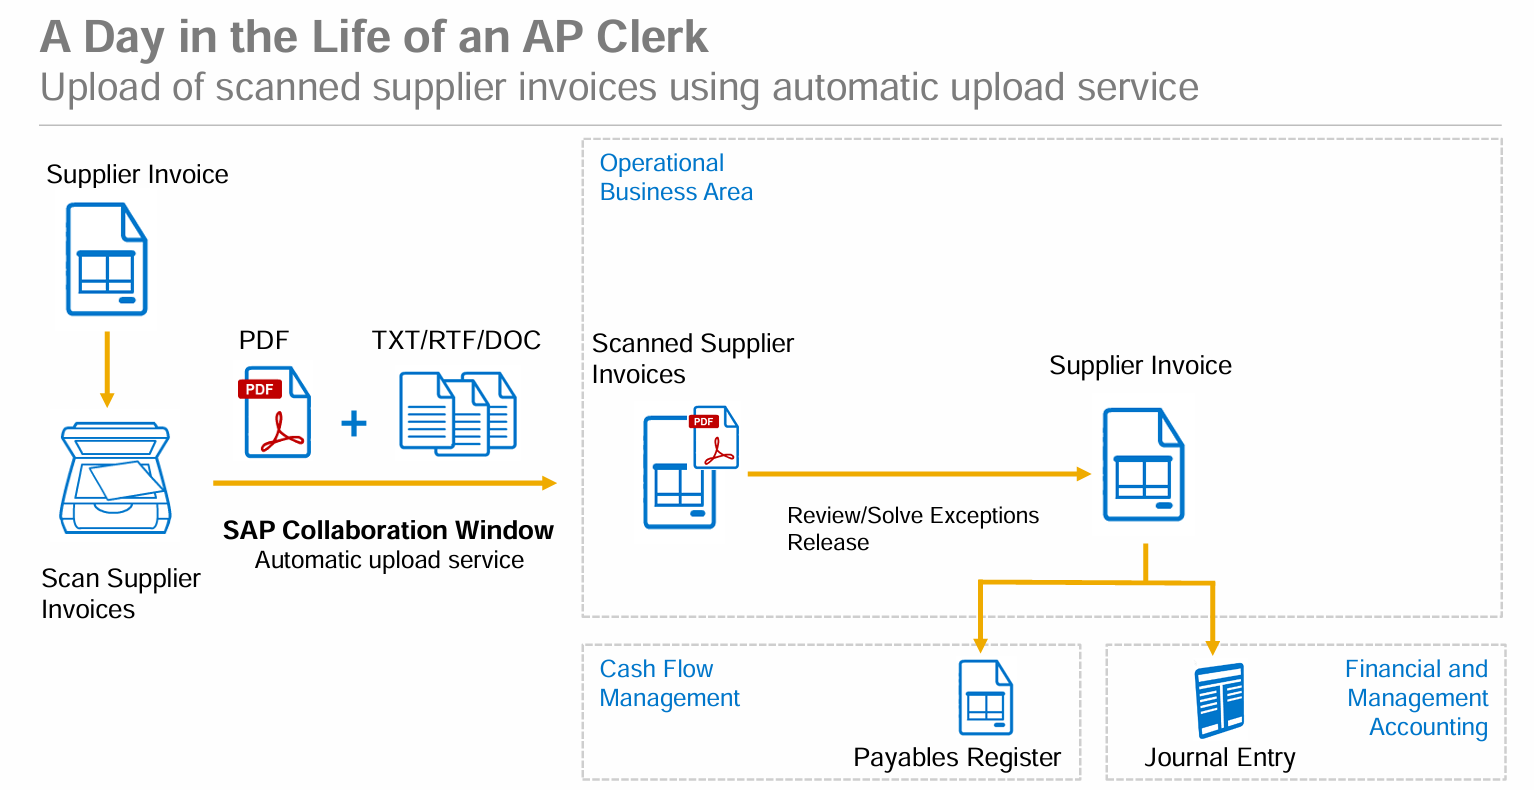 A Day in the Life of an AP Clerk
Upload of scanned supplier invoices using automatic upload service
Supplier Invoice
Scan Supplier
Invoices
PDF
TXT/RTF/DOC
PDF
+
SAP Collaboration Window
Automatic upload service
Operational
Business Area
Scanned Supplier
Invoices
PDF
Review/Solve Exceptions
Release
Supplier Invoice
Cash Flow
Management
Payables Register
Financial and
Management
Accounting
Journal Entry